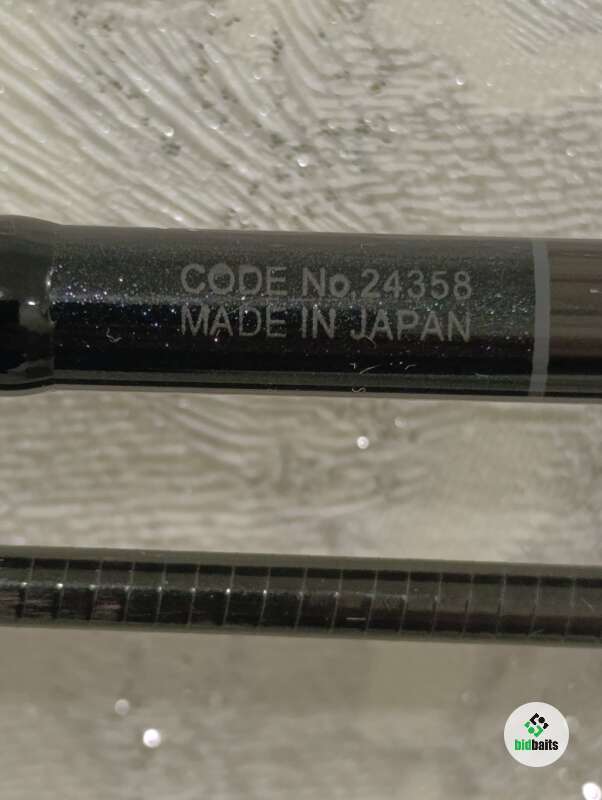 CODE No.24358
MADE IN JAPAN
bidbaits